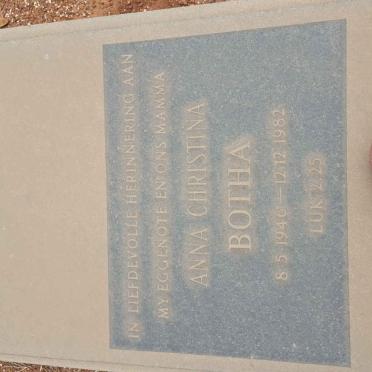 IN LIEFDEVOLLE HERINNERING AAN
MY EGGENOTE EN ONS MAMMA
ANNA CHRISTINA
BOTHA
8·5·1946—12·12·1982
LUK 2:25